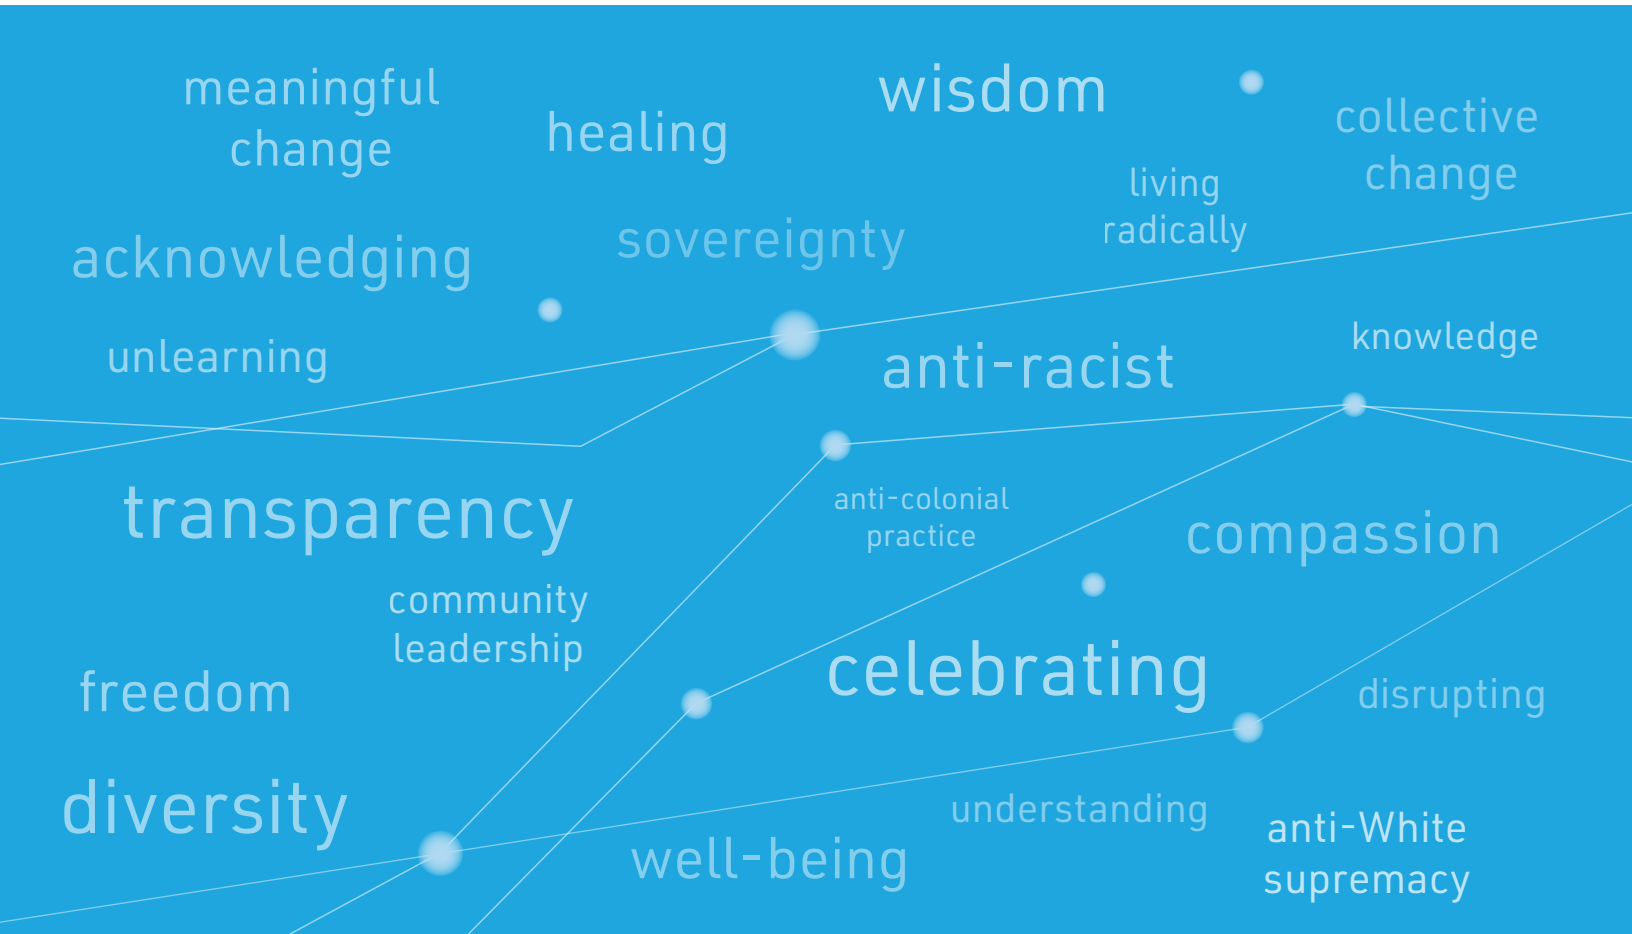 meaningful
change
healing
wisdom
collective
change
living
radically
acknowledging
sovereignty
unlearning
anti-racist
knowledge
transparency
anti-colonial
practice
compassion
community
leadership
freedom
celebrating
disrupting
diversity
well-being
understanding
anti-White
supremacy